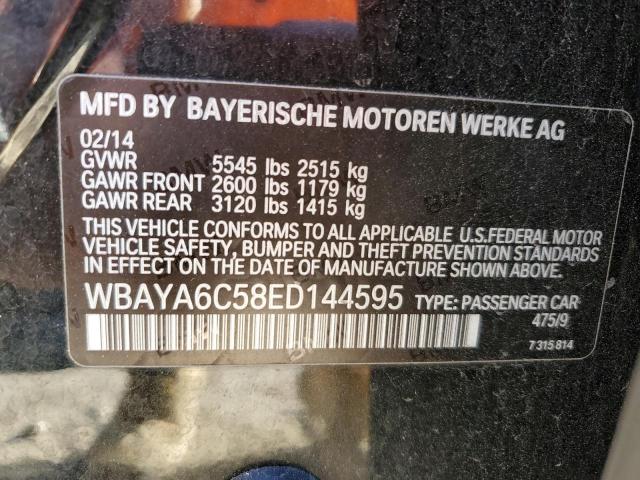 MFD BY BAYERISCHE MOTOREN WERKE AG
02/14
GVWR 5545 lbs 2515 kg
GAWR FRONT 2600 lbs 1179 kg
GAWR REAR 3120 lbs 1415 kg
THIS VEHICLE CONFORMS TO ALL APPLICABLE U.S.FEDERAL MOTOR
VEHICLE SAFETY, BUMPER AND THEFT PREVENTION STANDARDS
IN EFFECT ON THE DATE OF MANUFACTURE SHOWN ABOVE.
WBAYA6C58ED144595 TYPE: PASSENGER CAR
475/9
7 315 814